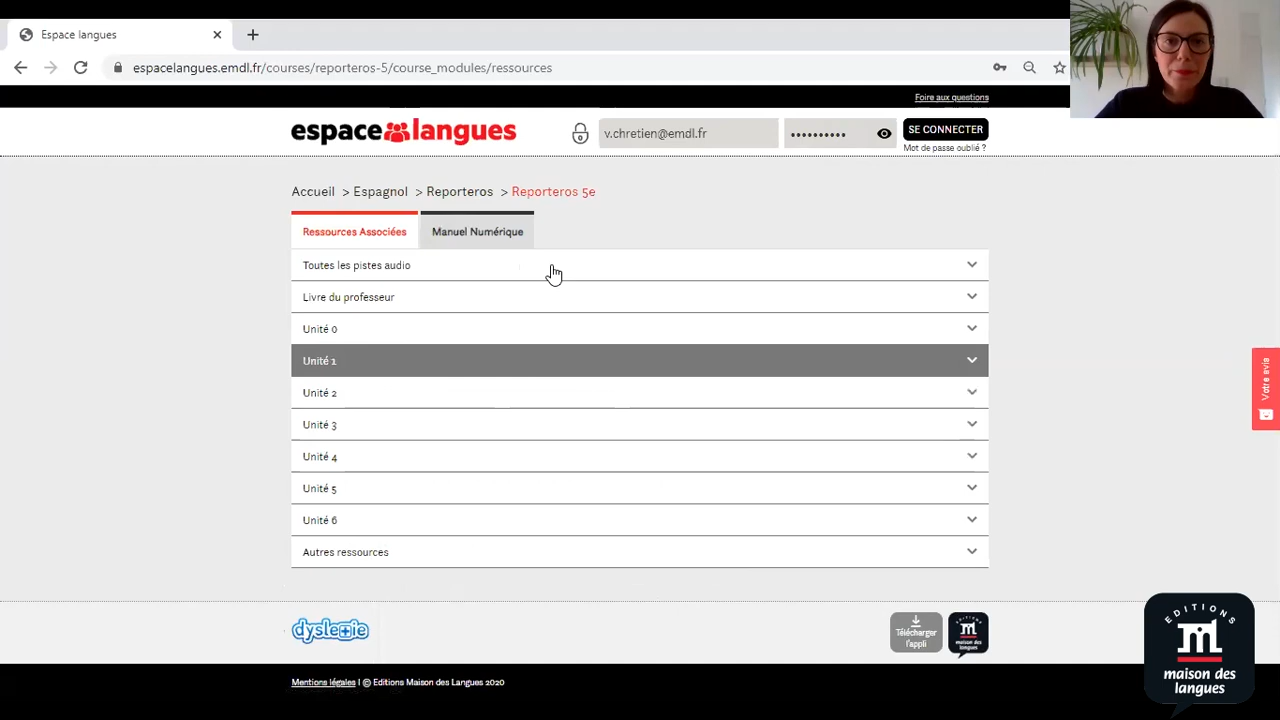 Espace langues
espacelangues.emdl.fr/courses/reporteros-5/course_modules/ressources
Foire aux questions
espace langues
v.chretien@emdl.fr
SE CONNECTER
Mot de passe oublié ?
Accueil > Espagnol > Reporteros > Reporteros 5e
Ressources Associées
Manuel Numérique
Toutes les pistes audio
Livre du professeur
Unité 0
Unité 1
Unité 2
Unité 3
Unité 4
Unité 5
Unité 6
Autres ressources
Votre avis
dys
Télécharger
l'appli
Mentions légales | © Editions Maison des Langues 2020
EDITIONS
maison des
langues